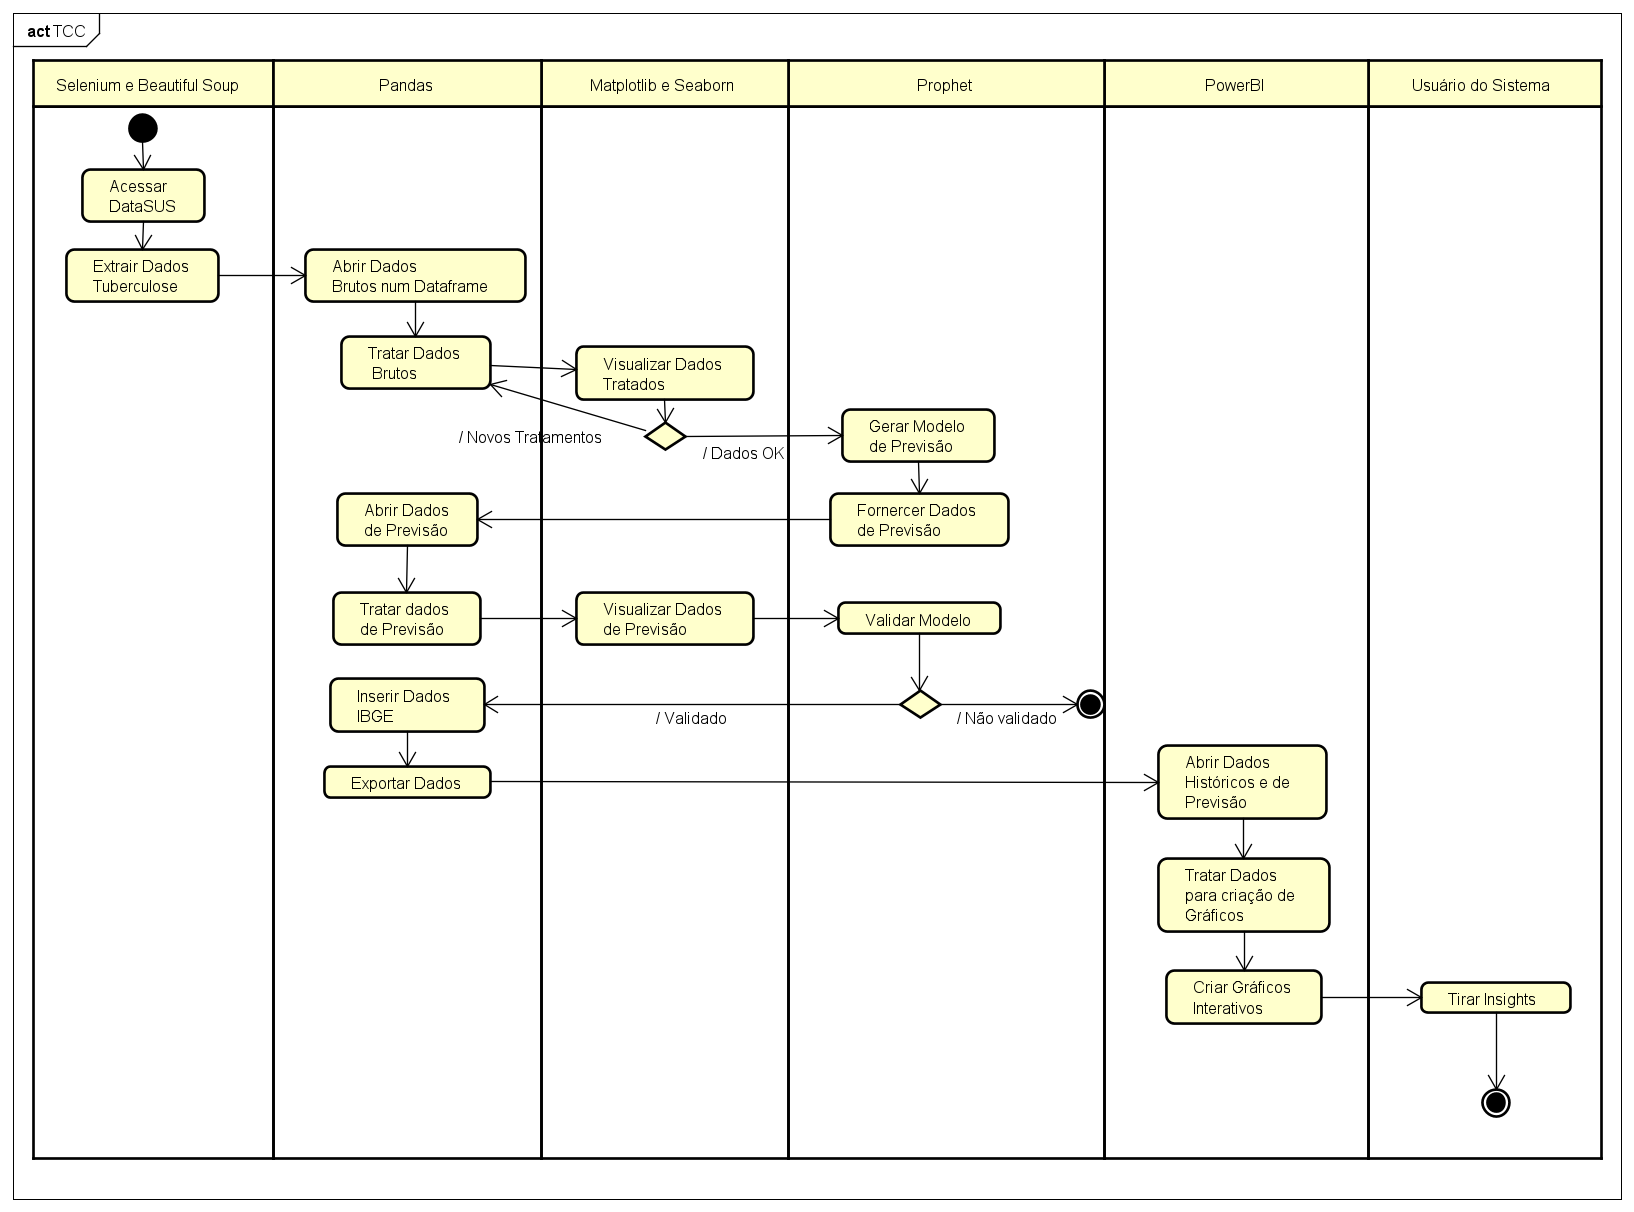 act TCC
Selenium e Beautiful Soup
Pandas
Matplotlib e Seaborn
Prophet
PowerBI
Usuário do Sistema
Acessar
DataSUS
Extrair Dados
Tuberculose
Abrir Dados
Brutos num Dataframe
Tratar Dados
Brutos
Visualizar Dados
Tratados
/ Novos Tratamentos
/ Dados OK
Gerar Modelo
de Previsão
Fornercer Dados
de Previsão
Abrir Dados
de Previsão
Tratar dados
de Previsão
Visualizar Dados
de Previsão
Validar Modelo
/ Validado
/ Não validado
Inserir Dados
IBGE
Exportar Dados
Abrir Dados
Históricos e de
Previsão
Tratar Dados
para criação de
Gráficos
Criar Gráficos
Interativos
Tirar Insights